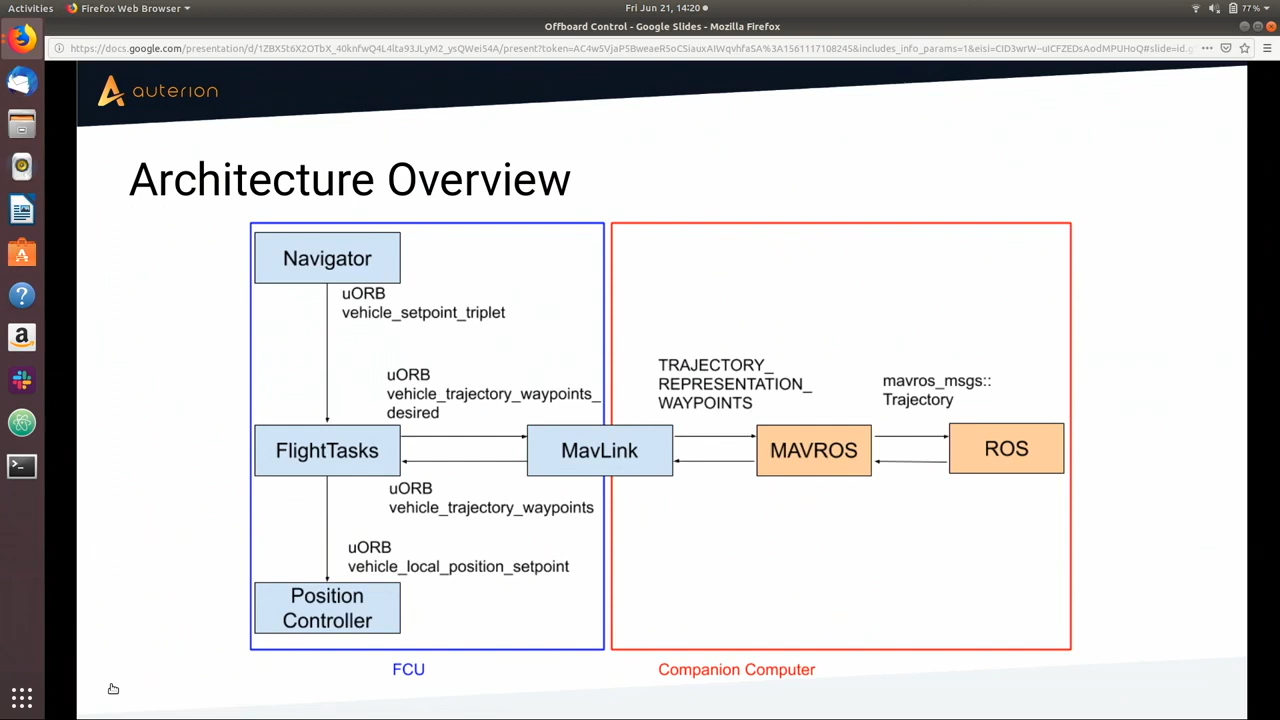 Activities
Firefox Web Browser
Fri Jun 21, 14:20
77%
Offboard Control - Google Slides - Mozilla Firefox
auterion
Architecture Overview
Navigator
uORB
vehicle_setpoint_triplet
uORB
vehicle_trajectory_waypoints_
desired
TRAJECTORY_
REPRESENTATION_
WAYPOINTS
mavros_msgs::
Trajectory
FlightTasks
MavLink
MAVROS
ROS
uORB
vehicle_trajectory_waypoints
uORB
vehicle_local_position_setpoint
Position
Controller
FCU
Companion Computer